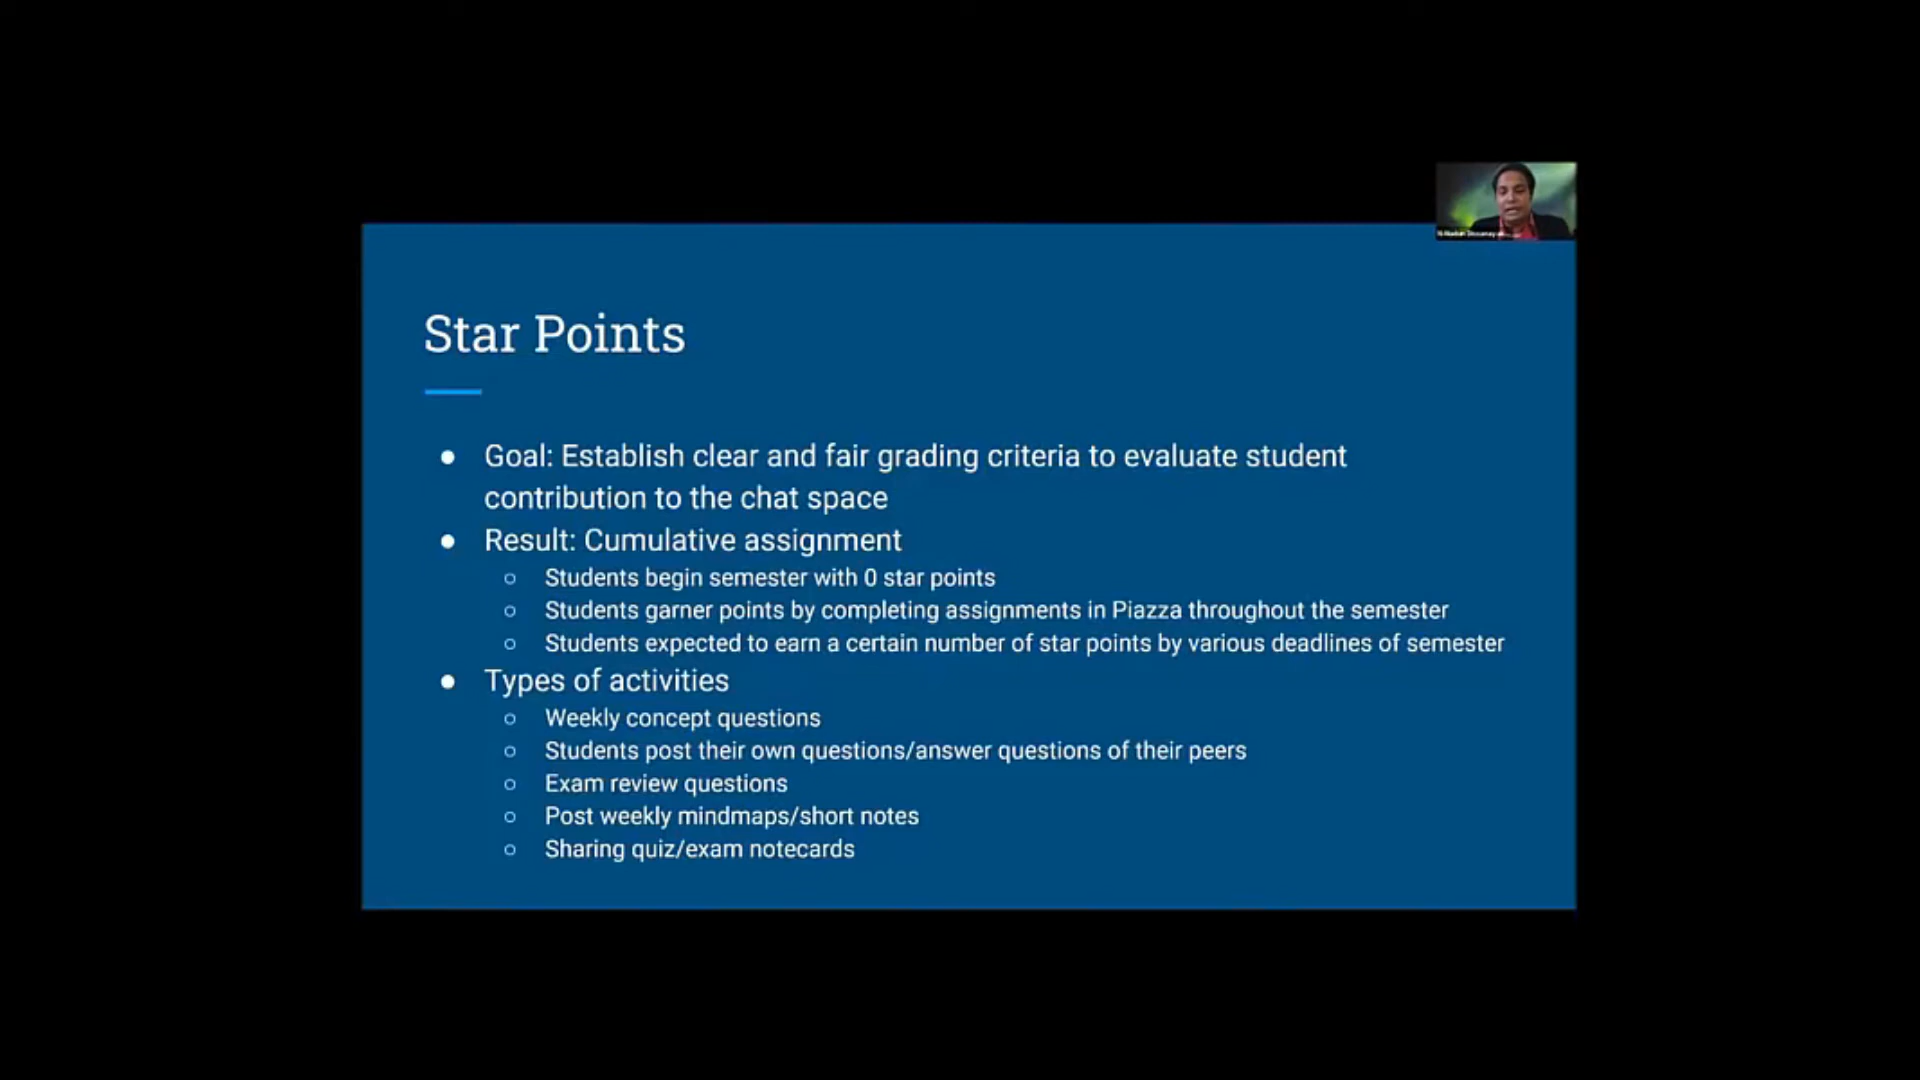 Star Points
● Goal: Establish clear and fair grading criteria to evaluate student
contribution to the chat space
● Result: Cumulative assignment
○ Students begin semester with 0 star points
○ Students garner points by completing assignments in Piazza throughout the semester
○ Students expected to earn a certain number of star points by various deadlines of semester
● Types of activities
○ Weekly concept questions
○ Students post their own questions/answer questions of their peers
○ Exam review questions
○ Post weekly mindmaps/short notes
○ Sharing quiz/exam notecards